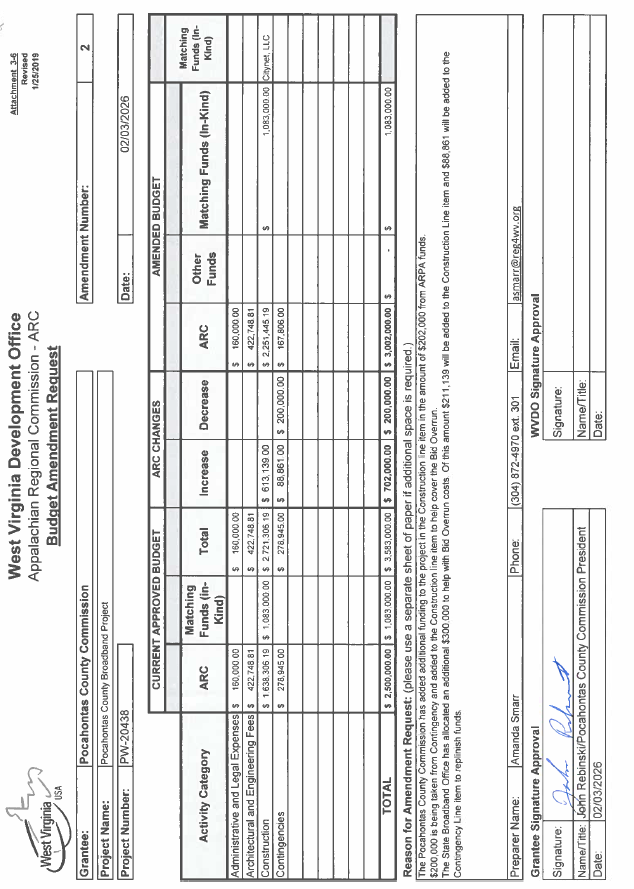 Attachment 3-6
Revised
1/25/2019
West Virginia
USA
West Virginia Development Office
Appalachian Regional Commission - ARC
Budget Amendment Request
Grantee: Pocahontas County Commission Amendment Number: 2
Project Name: Pocahontas County Broadband Project
Project Number: PW-20438 Date: 02/03/2026
CURRENT APPROVED BUDGET ARC CHANGES AMENDED BUDGET
Activity Category ARC Matching Funds (in-Kind) Total Increase Decrease ARC Other Funds Matching Funds (In-Kind) Matching Funds (In-Kind)
Administrative and Legal Expenses $ 160,000.00 $ 160,000.00 $ 160,000.00
Architectural and Engineering Fees $ 422,748.81 $ 422,748.81 $ 422,748.81
Construction $ 1,638,306.19 $ 1,083,000.00 $ 2,721,306.19 $ 613,139.00 $ 2,251,445.19 $ 1,083,000.00 Citynet, LLC
Contingencies $ 278,945.00 $ 278,945.00 $ 88,861.00 $ 200,000.00 $ 167,806.00
TOTAL $ 2,500,000.00 $ 1,083,000.00 $ 3,583,000.00 $ 702,000.00 $ 200,000.00 $ 3,002,000.00 $ - $ 1,083,000.00
Reason for Amendment Request: (please use a separate sheet of paper if additional space is required.)
The Pocahontas County Commission has added additional funding to the project in the Construction line item in the amount of $202,000 from ARPA funds.
$200,000 is being taken from Contingency and added to the Construction line item to help cover the Bid Overrun.
The State Broadband Office has allocated an additional $300,000 to help with Bid Overrun costs. Of this amount $211,139 will be added to the Construction Line item and $88,861 will be added to the
Contingency Line item to replinish funds.
Preparer Name: Amanda Smarr Phone: (304) 872-4970 ext. 301 Email: asmarr@reg4wv.org
Grantee Signature Approval WVDO Signature Approval
Signature: John Rebinski Signature:
Name/Title: John Rebinski/Pocahontas County Commission President Name/Title:
Date: 02/03/2026 Date: